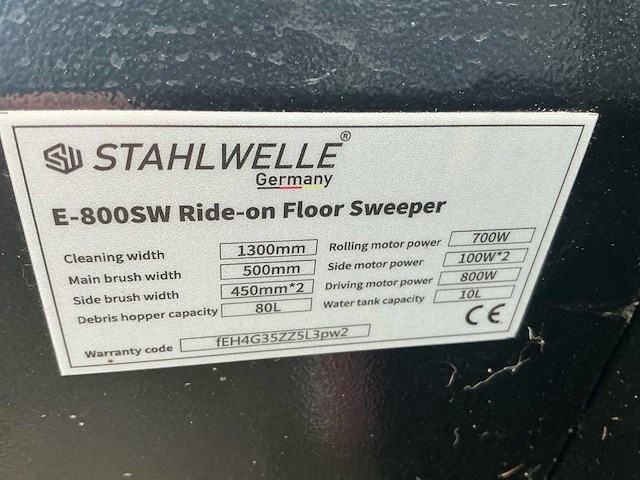 SW STAHLWELLE®
Germany
E-800SW Ride-on Floor Sweeper
Cleaning width 1300mm Rolling motor power 700W
Main brush width 500mm Side motor power 100W*2
Side brush width 450mm*2 Driving motor power 800W
Debris hopper capacity 80L Water tank capacity 10L
CE
Warranty code fEH4G35ZZ5L3pw2